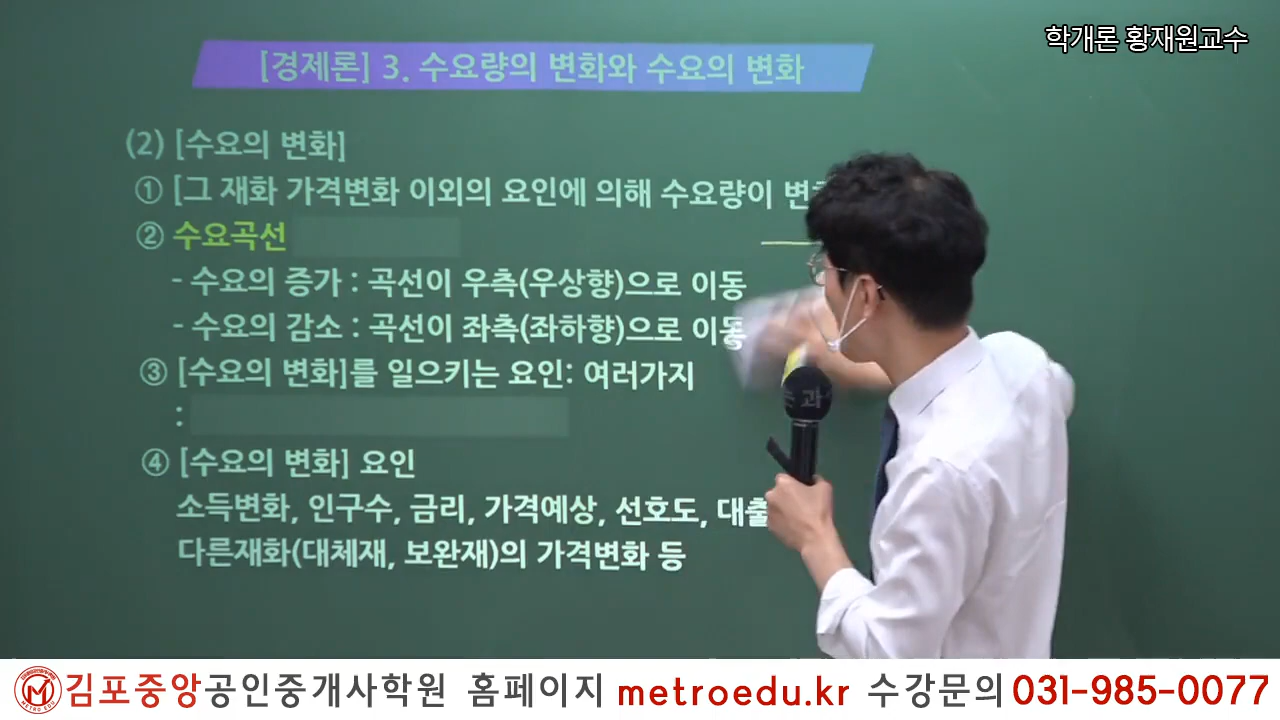 학개론 황재원교수
[경제론] 3. 수요량의 변화와 수요의 변화
(2) [수요의 변화]
① [그 재화 가격변화 이외의 요인에 의해 수요량이
② 수요곡선
- 수요의 증가 : 곡선이 우측(우상향)으로 이동
- 수요의 감소 : 곡선이 좌측(좌하향)으로 이동
③ [수요의 변화]를 일으키는 요인: 여러가지
:
④ [수요의 변화] 요인
소득변화, 인구수, 금리, 가격예상, 선호도,
다른재화(대체재, 보완재)의 가격변화 등
김포중앙공인중개사학원 홈페이지 metroedu.kr 수강문의 031-985-0077